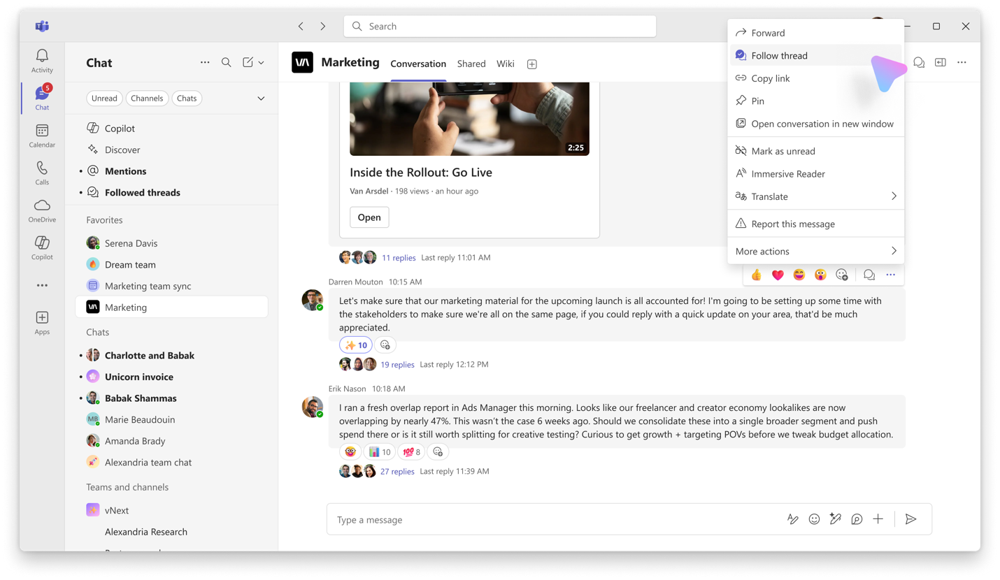 Search
Activity
5
Chat
Calendar
Calls
OneDrive
Copilot
Apps
Chat
Unread
Channels
Chats
Copilot
Discover
Mentions
Followed threads
Favorites
Serena Davis
Dream team
Marketing team sync
VA Marketing
Chats
Charlotte and Babak
Unicorn invoice
Babak Shammas
MB Marie Beaudouin
Amanda Brady
Alexandria team chat
Teams and channels
vNext
Alexandria Research
VA Marketing
Conversation
Shared
Wiki
2:25
Inside the Rollout: Go Live
Van Arsdel · 198 views · an hour ago
Open
11 replies Last reply 11:01 AM
Darren Mouton 10:15 AM
Let's make sure that our marketing material for the upcoming launch is all accounted for! I'm going to be setting up some time with
the stakeholders to make sure we're all on the same page, if you could reply with a quick update on your area, that'd be much
appreciated.
✨ 10
19 replies Last reply 12:12 PM
Erik Nason 10:18 AM
I ran a fresh overlap report in Ads Manager this morning. Looks like our freelancer and creator economy lookalikes are now
overlapping by nearly 47%. This wasn't the case 6 weeks ago. Should we consolidate these into a single broader segment and push
spend there or is it still worth splitting for creative testing? Curious to get growth + targeting POVs before we tweak budget allocation.
📊 10 💯 8
27 replies Last reply 11:39 AM
Type a message
Forward
Follow thread
Copy link
Pin
Open conversation in new window
Mark as unread
Immersive Reader
Translate
Report this message
More actions